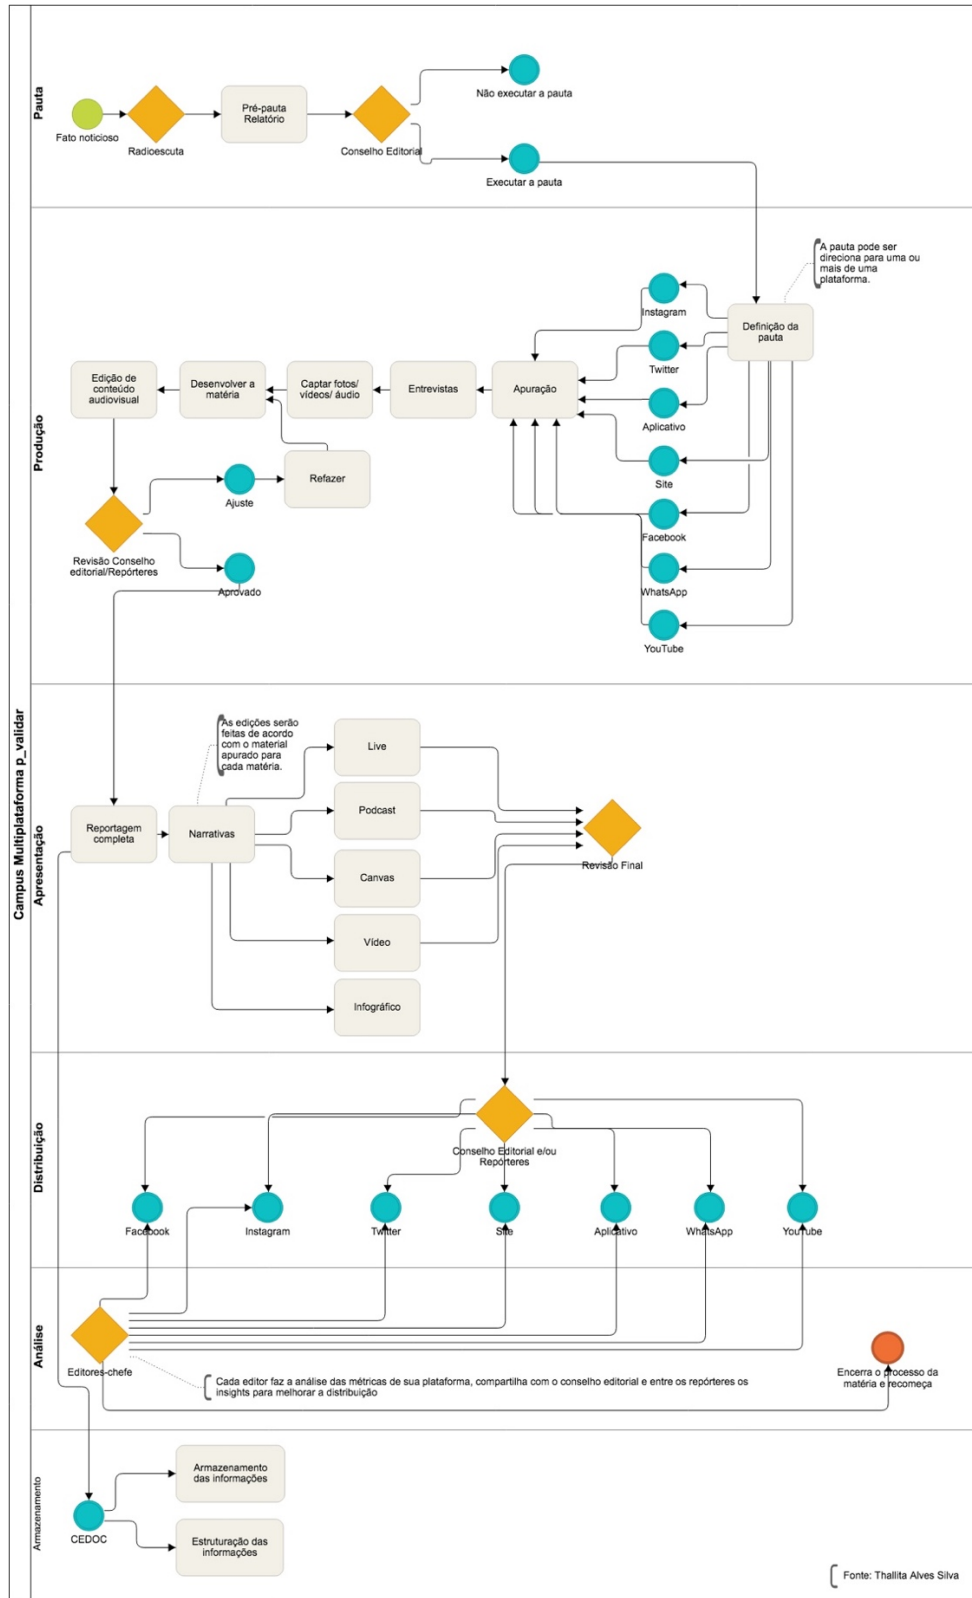 Campus Multiplataforma p_validar
Pauta
Fato noticioso
Radioescuta
Pré-pauta
Relatório
Conselho Editorial
Não executar a pauta
Executar a pauta
Produção
A pauta pode ser
direciona para uma ou
mais de uma
plataforma.
Definição da
pauta
Instagram
Twitter
Aplicativo
Site
Facebook
WhatsApp
YouTube
Apuração
Entrevistas
Captar fotos/
vídeos/ áudio
Desenvolver a
matéria
Edição de
conteúdo
audiovisual
Refazer
Ajuste
Revisão Conselho
editorial/Repórteres
Aprovado
Apresentação
As edições serão
feitas de acordo
com o material
apurado para
cada matéria.
Reportagem
completa
Narrativas
Live
Podcast
Canvas
Vídeo
Infográfico
Revisão Final
Distribuição
Conselho Editorial e/ou
Repórteres
Facebook
Instagram
Twitter
Site
Aplicativo
WhatsApp
YouTube
Análise
Editores-chefe
Cada editor faz a análise das métricas de sua plataforma, compartilha com o conselho editorial e entre os repórteres os
insights para melhorar a distribuição
Encerra o processo da
matéria e recomeça
Armazenamento
CEDOC
Armazenamento
das informações
Estruturação das
informações
Fonte: Thallita Alves Silva